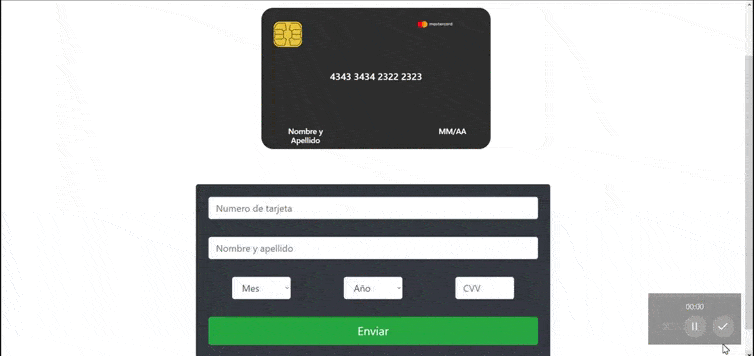 mastercard
4343 3434 2322 2323
Nombre y
Apellido
MM/AA
Numero de tarjeta
Nombre y apellido
Mes
Año
CVV
Enviar
00:00